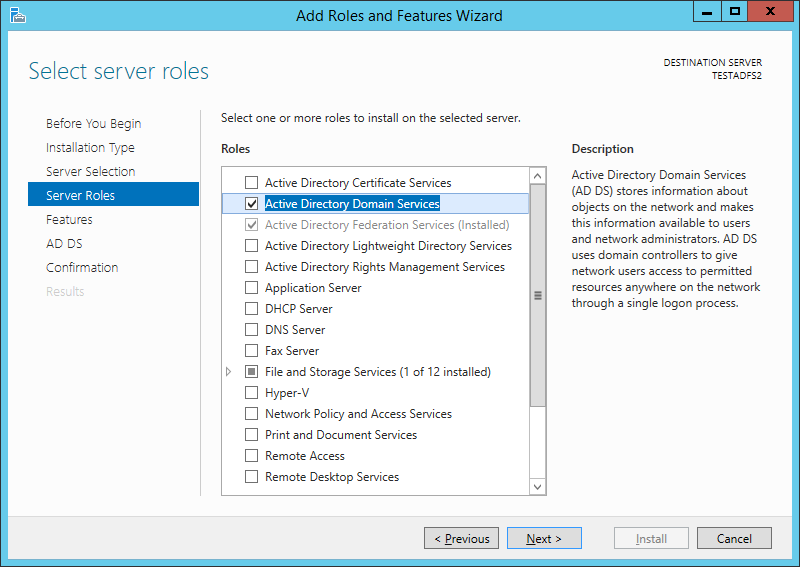 Add Roles and Features Wizard
Select server roles
DESTINATION SERVER
TESTADFS2
Before You Begin
Installation Type
Server Selection
Server Roles
Features
AD DS
Confirmation
Results
Select one or more roles to install on the selected server.
Roles
Active Directory Certificate Services
Active Directory Domain Services
Active Directory Federation Services (Installed)
Active Directory Lightweight Directory Services
Active Directory Rights Management Services
Application Server
DHCP Server
DNS Server
Fax Server
File and Storage Services (1 of 12 installed)
Hyper-V
Network Policy and Access Services
Print and Document Services
Remote Access
Remote Desktop Services
Description
Active Directory Domain Services
(AD DS) stores information about
objects on the network and makes
this information available to users
and network administrators. AD DS
uses domain controllers to give
network users access to permitted
resources anywhere on the network
through a single logon process.
< Previous
Next >
Install
Cancel